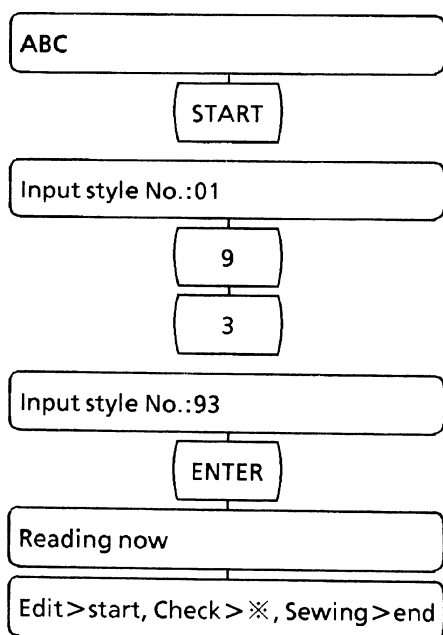 ABC
START
Input style No.:01
9
3
Input style No.:93
ENTER
Reading now
Edit>start, Check>※, Sewing>end